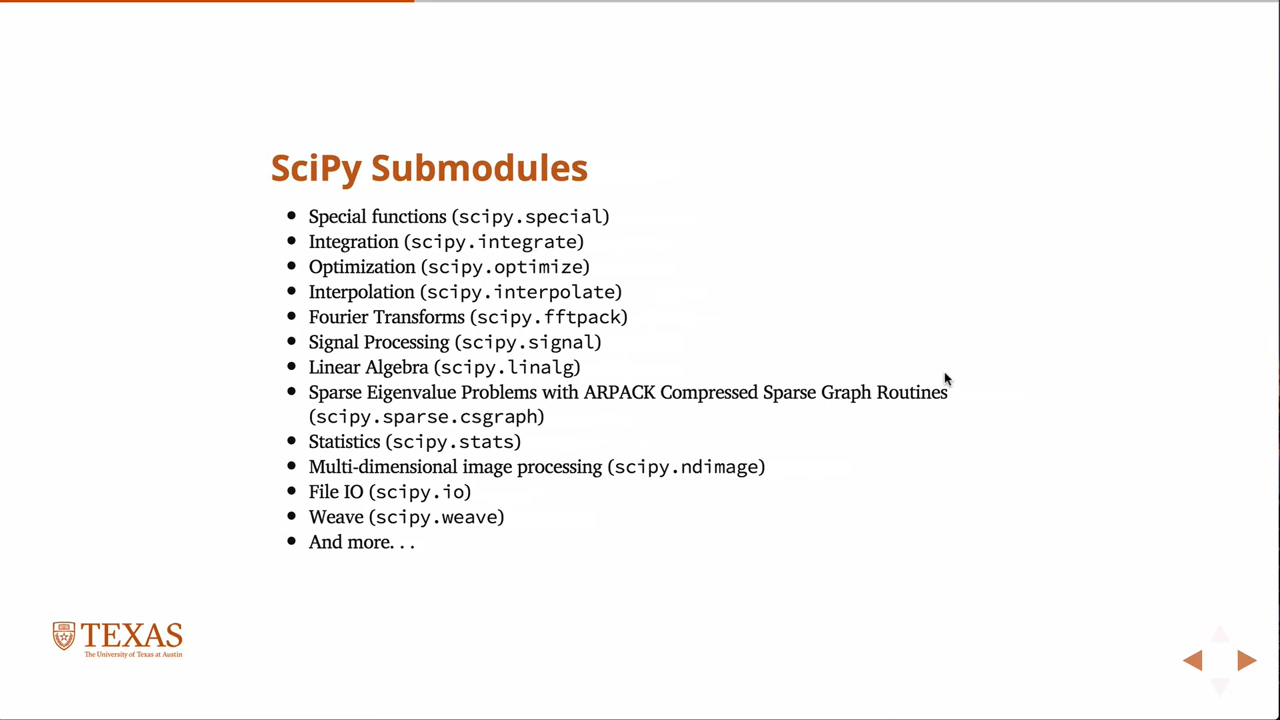 SciPy Submodules
• Special functions (scipy.special)
• Integration (scipy.integrate)
• Optimization (scipy.optimize)
• Interpolation (scipy.interpolate)
• Fourier Transforms (scipy.fftpack)
• Signal Processing (scipy.signal)
• Linear Algebra (scipy.linalg)
• Sparse Eigenvalue Problems with ARPACK Compressed Sparse Graph Routines
(scipy.sparse.csgraph)
• Statistics (scipy.stats)
• Multi-dimensional image processing (scipy.ndimage)
• File IO (scipy.io)
• Weave (scipy.weave)
• And more. . .
TEXAS
The University of Texas at Austin